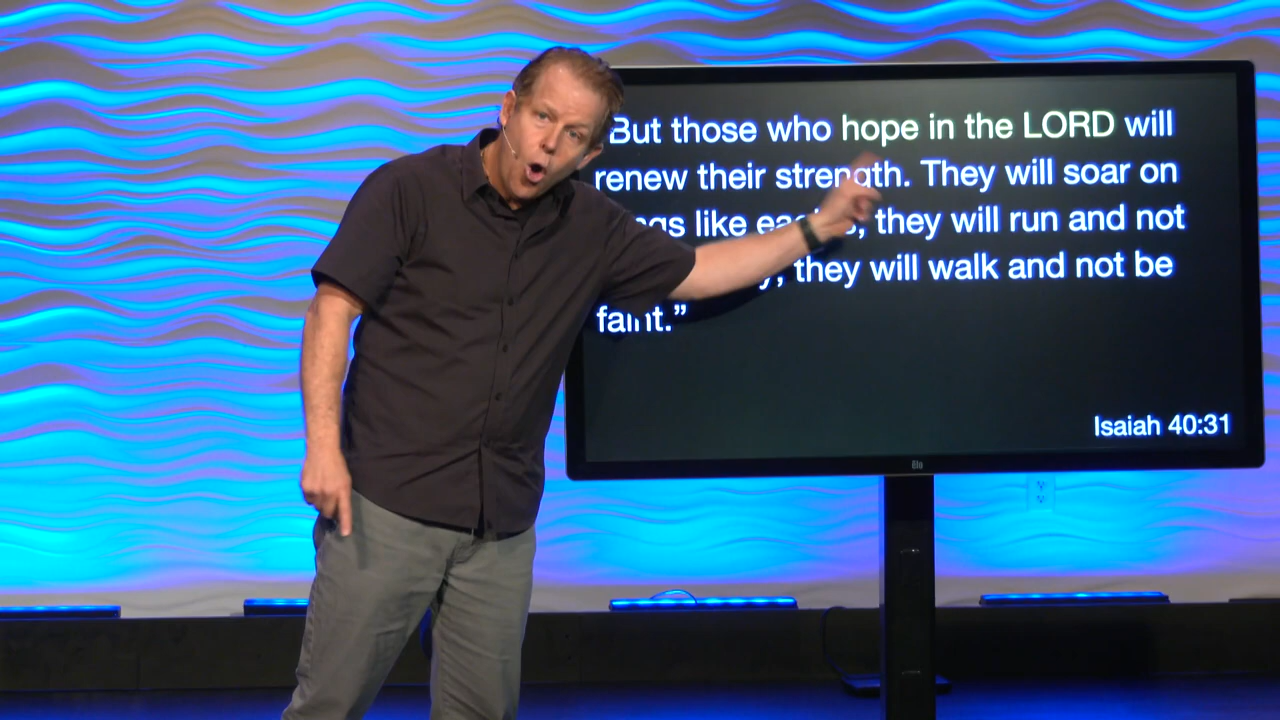 But those who hope in the LORD will
renew their strength. They will soar on
like they will run and not
they will walk and not be
faint.”
Isaiah 40:31
elo